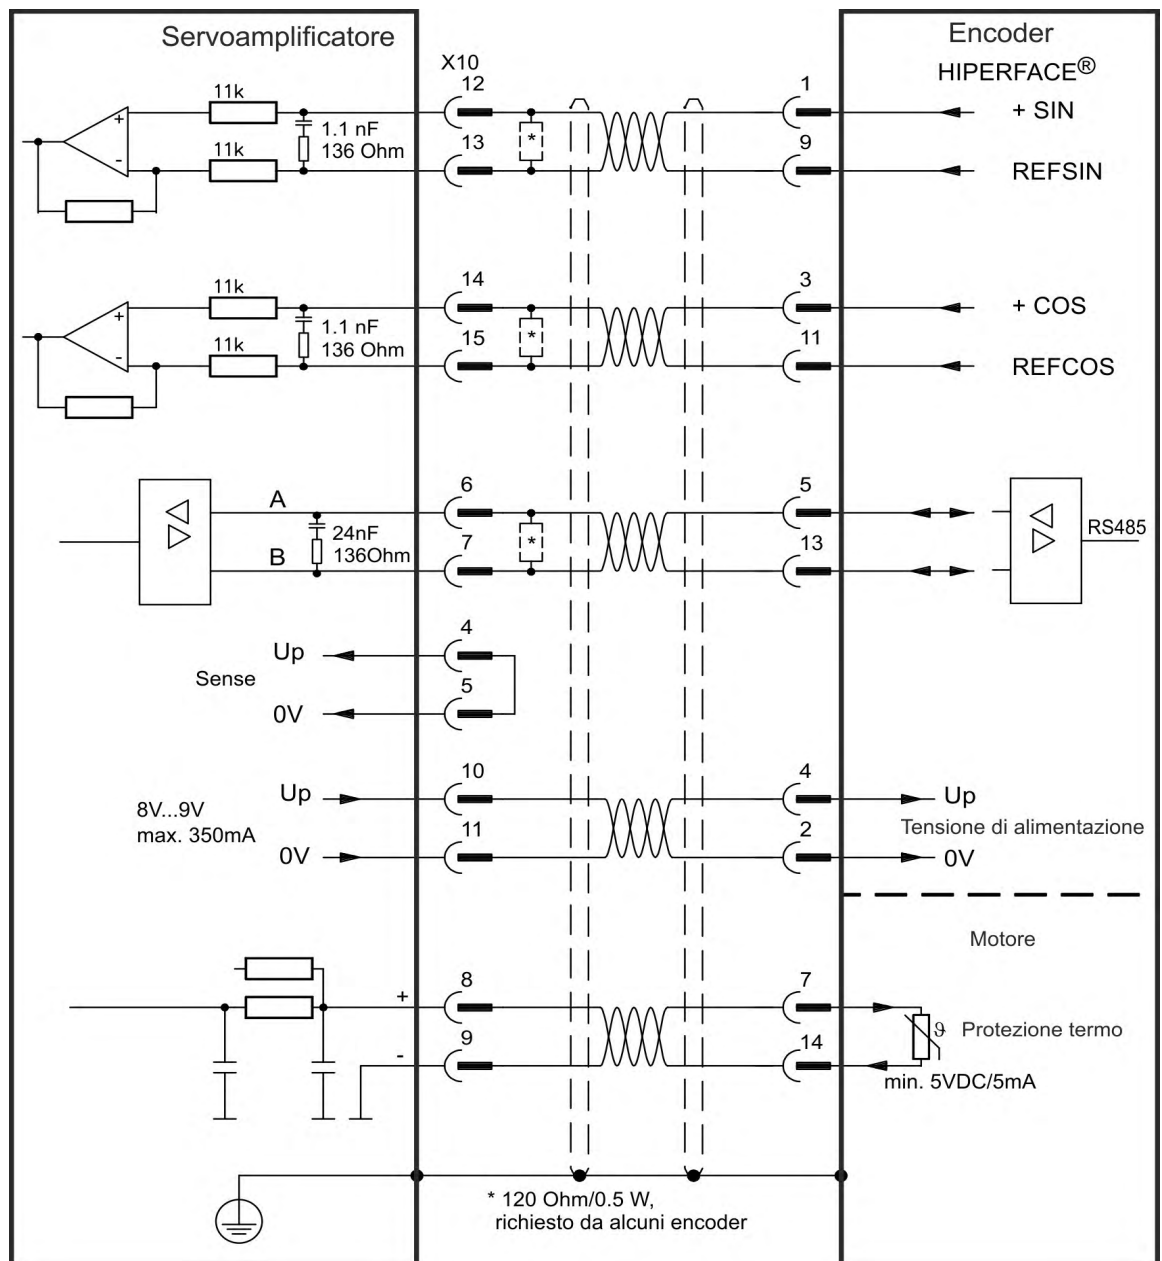 Servoamplificatore
Encoder
HIPERFACE®
X10
12
1
11k
+ SIN
+
1.1 nF
136 Ohm
*
13
9
11k
-
REFSIN
14
3
11k
+ COS
+
1.1 nF
136 Ohm
*
15
11
11k
-
REFCOS
6
5
A
24nF
136Ohm
*
RS485
B
7
13
4
Up
Sense
5
0V
10
4
Up
Up
8V...9V
max. 350mA
Tensione di alimentazione
11
2
0V
0V
Motore
8
7
+
ϑ Protezione termo
9
14
-
min. 5VDC/5mA
* 120 Ohm/0.5 W,
richiesto da alcuni encoder